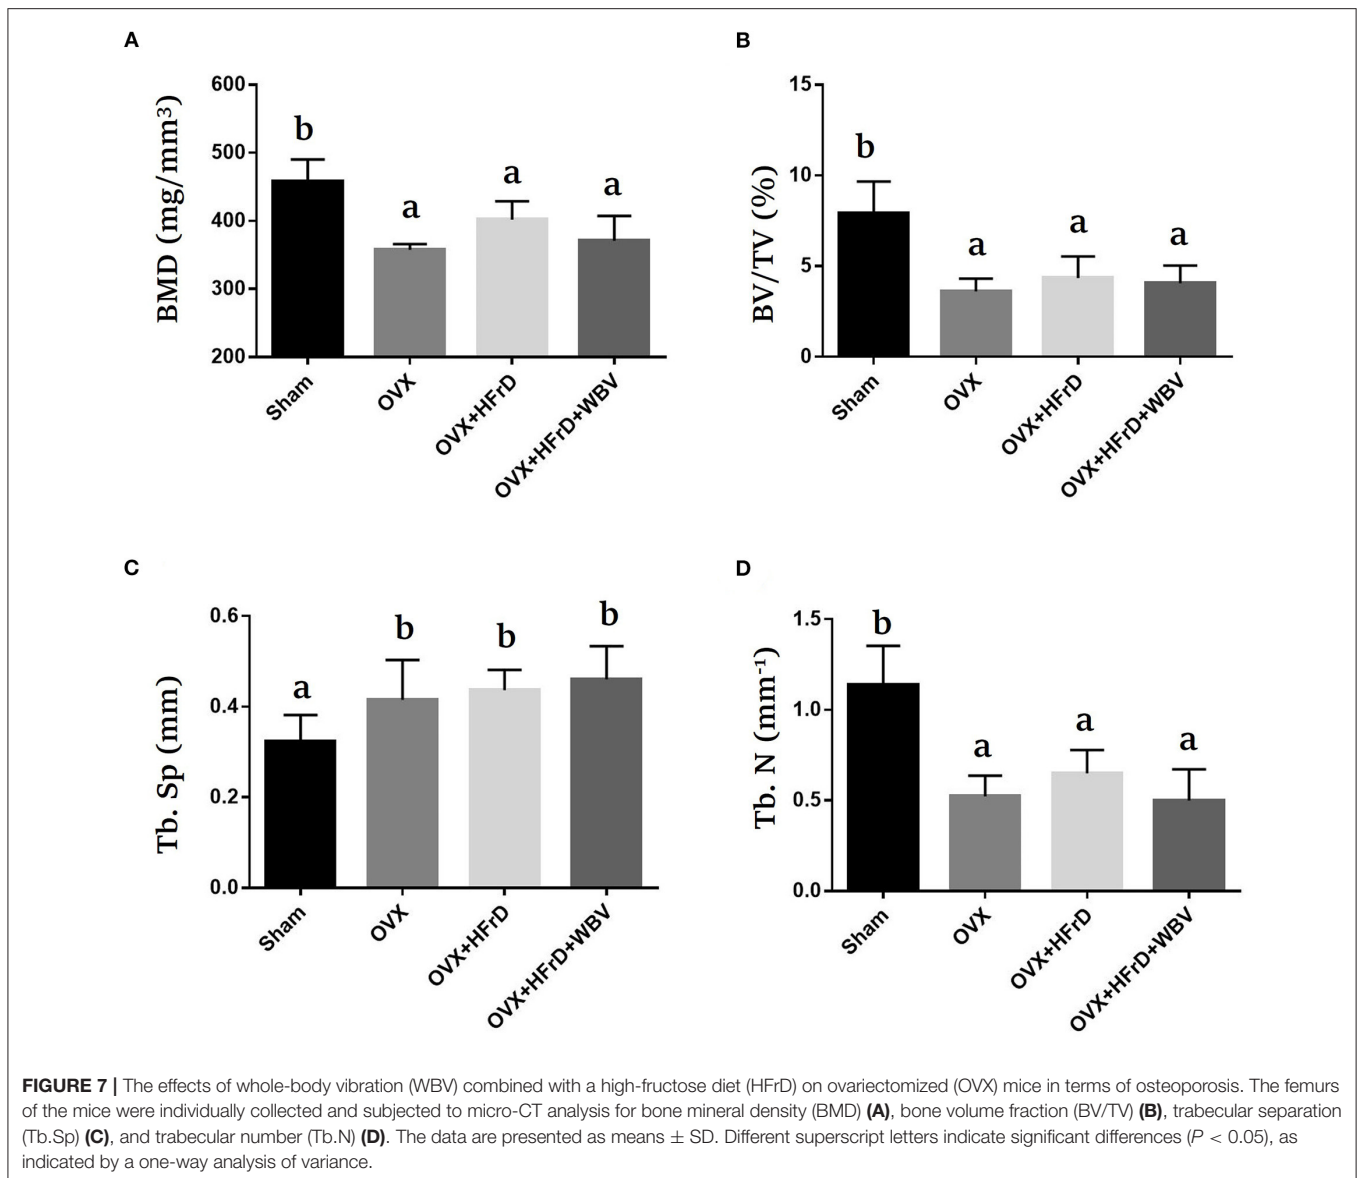 A
BMD (mg/mm³)
600
500
400
300
200
b
a
a
a
Sham
OVX
OVX+HFrD
OVX+HFrD+WBV
B
BV/TV (%)
15
10
5
0
b
a
a
a
Sham
OVX
OVX+HFrD
OVX+HFrD+WBV
C
Tb. Sp (mm)
0.6
0.4
0.2
0.0
a
b
b
b
Sham
OVX
OVX+HFrD
OVX+HFrD+WBV
D
Tb. N (mm⁻¹)
1.5
1.0
0.5
0.0
b
a
a
a
Sham
OVX
OVX+HFrD
OVX+HFrD+WBV
FIGURE 7 | The effects of whole-body vibration (WBV) combined with a high-fructose diet (HFrD) on ovariectomized (OVX) mice in terms of osteoporosis. The femurs
of the mice were individually collected and subjected to micro-CT analysis for bone mineral density (BMD) (A), bone volume fraction (BV/TV) (B), trabecular separation
(Tb.Sp) (C), and trabecular number (Tb.N) (D). The data are presented as means ± SD. Different superscript letters indicate significant differences (P < 0.05), as
indicated by a one-way analysis of variance.